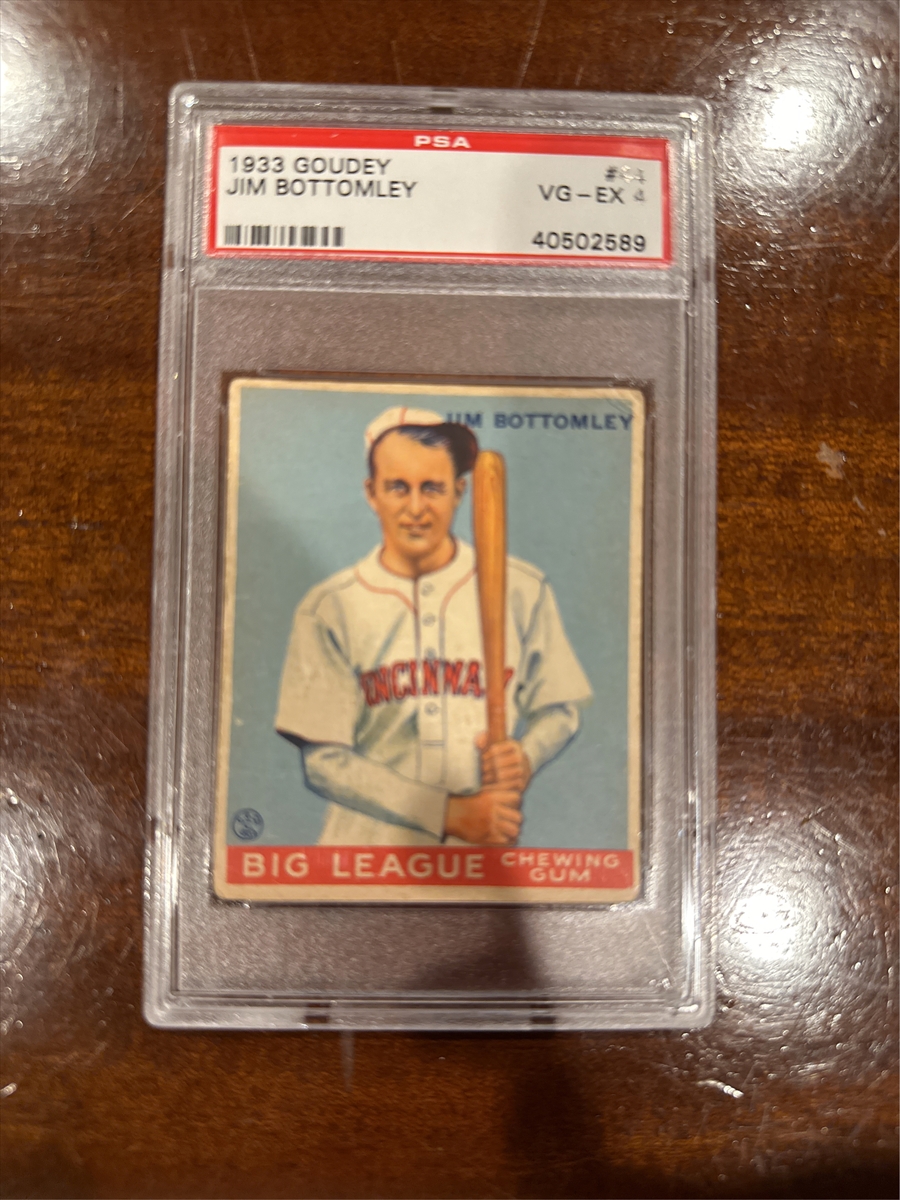 PSA
1933 GOUDEY
JIM BOTTOMLEY VG-EX 4
40502589
JIM BOTTOMLEY
BIG LEAGUE CHEWING GUM